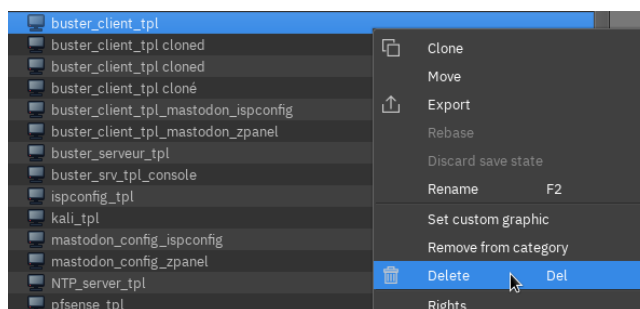 buster_client_tpl
buster_client_tpl cloned
buster_client_tpl cloned
buster_client_tpl cloné
buster_client_tpl_mastodon_ispconfig
buster_client_tpl_mastodon_zpanel
buster_serveur_tpl
buster_srv_tpl_console
ispconfig_tpl
kali_tpl
mastodon_config_ispconfig
mastodon_config_zpanel
NTP_server_tpl
pfsense_tpl
Clone
Move
Export
Rebase
Discard save state
Rename F2
Set custom graphic
Remove from category
Delete Del
Rights